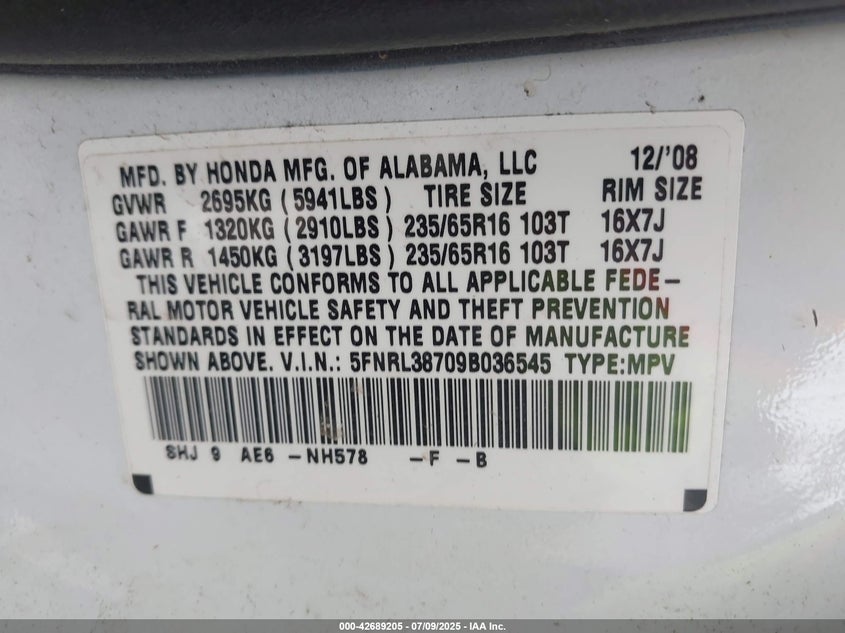 MFD. BY HONDA MFG. OF ALABAMA, LLC 12/'08
GVWR 2695KG (5941LBS) TIRE SIZE RIM SIZE
GAWR F 1320KG (2910LBS) 235/65R16 103T 16X7J
GAWR R 1450KG (3197LBS) 235/65R16 103T 16X7J
THIS VEHICLE CONFORMS TO ALL APPLICABLE FEDE-
RAL MOTOR VEHICLE SAFETY AND THEFT PREVENTION
STANDARDS IN EFFECT ON THE DATE OF MANUFACTURE
SHOWN ABOVE. V.I.N.: 5FNRL38709B036545 TYPE:MPV
SHJ 9 AE6 -NH578 -F -B
000-42689205 - 07/09/2025 - IAA Inc.